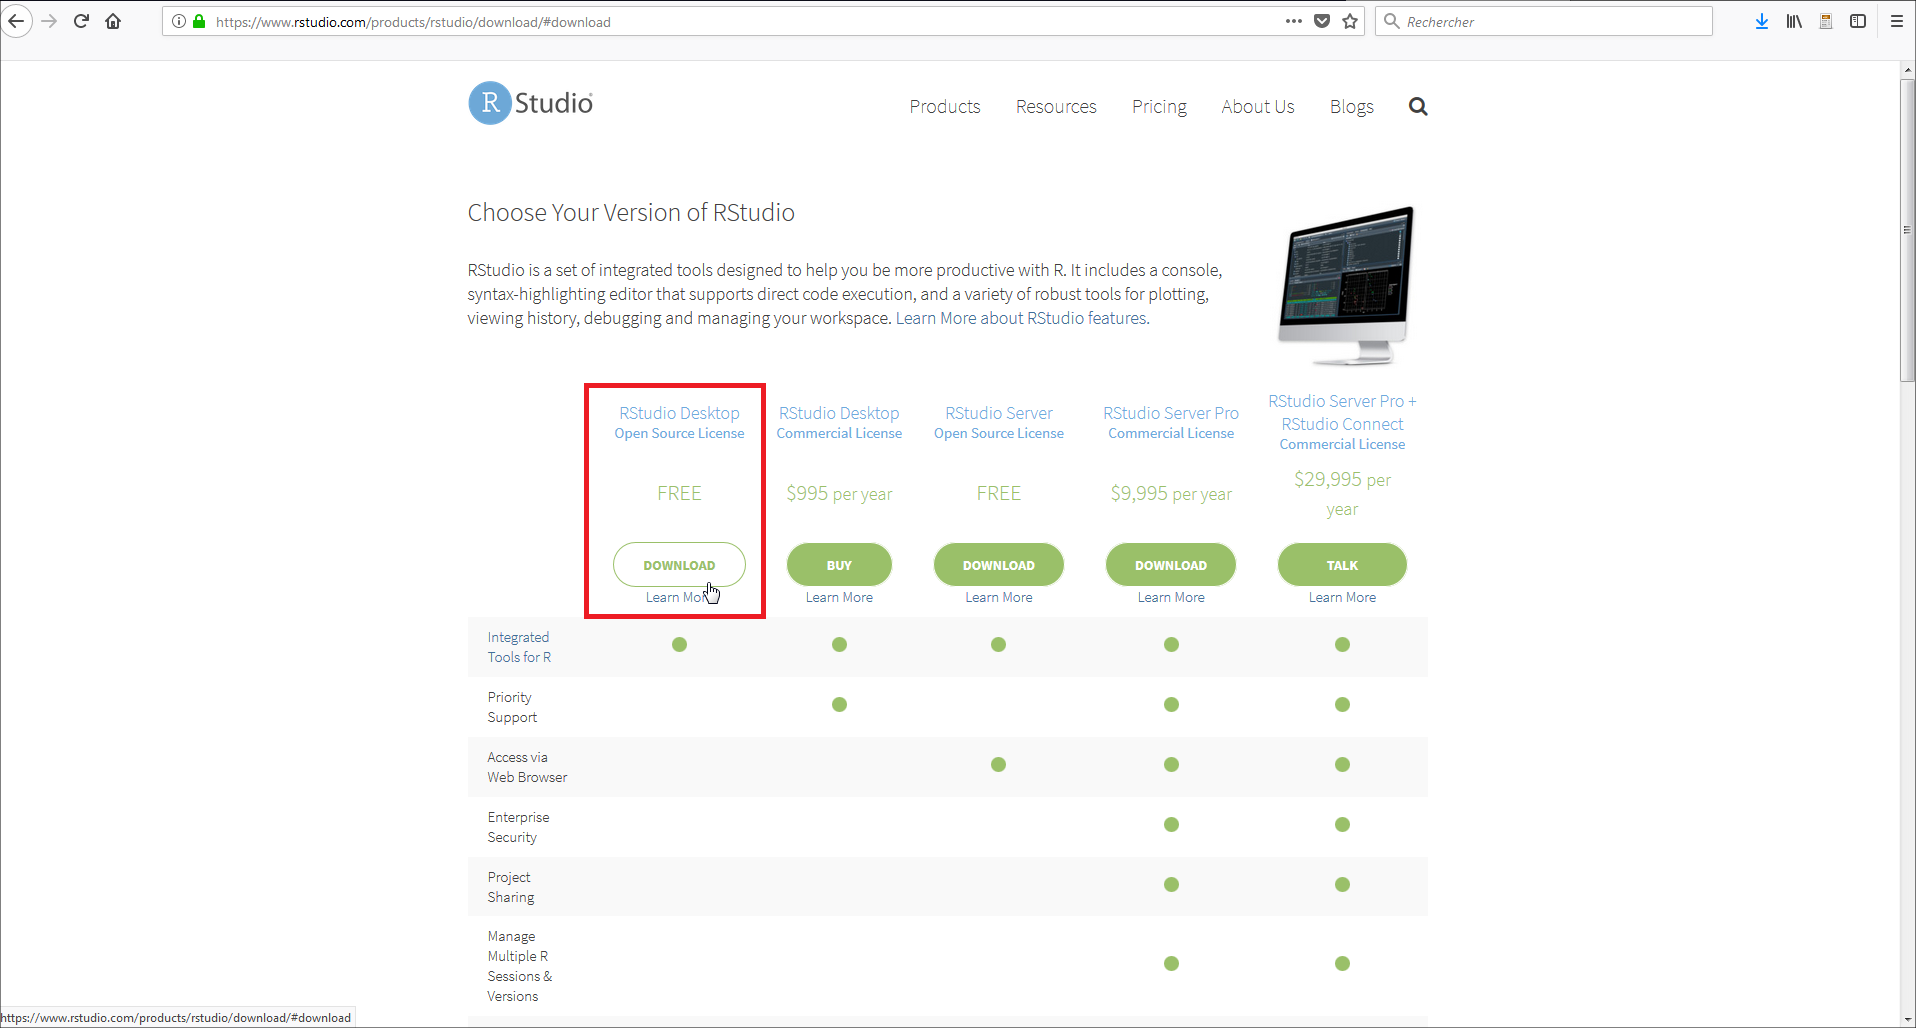 https://www.rstudio.com/products/rstudio/download/#download
Rechercher
R Studio®
Products Resources Pricing About Us Blogs
Choose Your Version of RStudio
RStudio is a set of integrated tools designed to help you be more productive with R. It includes a console,
syntax-highlighting editor that supports direct code execution, and a variety of robust tools for plotting,
viewing history, debugging and managing your workspace. Learn More about RStudio features.
RStudio Desktop
Open Source License
FREE
DOWNLOAD
Learn
RStudio Desktop
Commercial License
$995 per year
BUY
Learn More
RStudio Server
Open Source License
FREE
DOWNLOAD
Learn More
RStudio Server Pro
Commercial License
$9,995 per year
DOWNLOAD
Learn More
RStudio Server Pro +
RStudio Connect
Commercial License
$29,995 per
year
TALK
Learn More
Integrated
Tools for R
Priority
Support
Access via
Web Browser
Enterprise
Security
Project
Sharing
Manage
Multiple R
Sessions &
Versions
https://www.rstudio.com/products/rstudio/download/#download